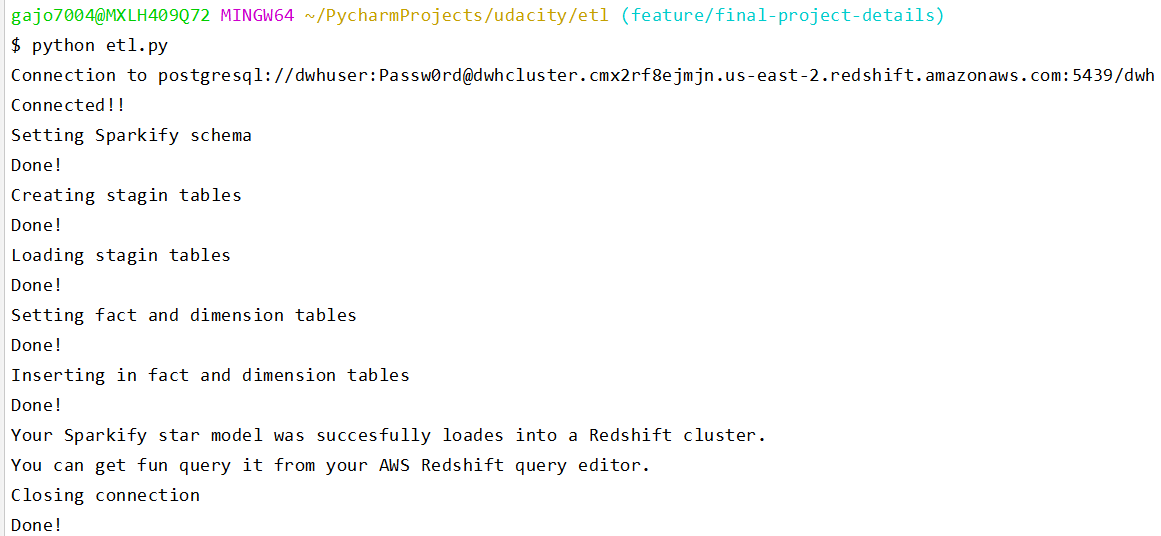 gajo7004@MXLH409Q72 MINGW64 ~/PycharmProjects/udacity/etl (feature/final-project-details)
$ python etl.py
Connection to postgresql://dwhuser:Passw0rd@dwhcluster.cmx2rf8ejmjn.us-east-2.redshift.amazonaws.com:5439/dwh
Connected!!
Setting Sparkify schema
Done!
Creating stagin tables
Done!
Loading stagin tables
Done!
Setting fact and dimension tables
Done!
Inserting in fact and dimension tables
Done!
Your Sparkify star model was succesfully loades into a Redshift cluster.
You can get fun query it from your AWS Redshift query editor.
Closing connection
Done!